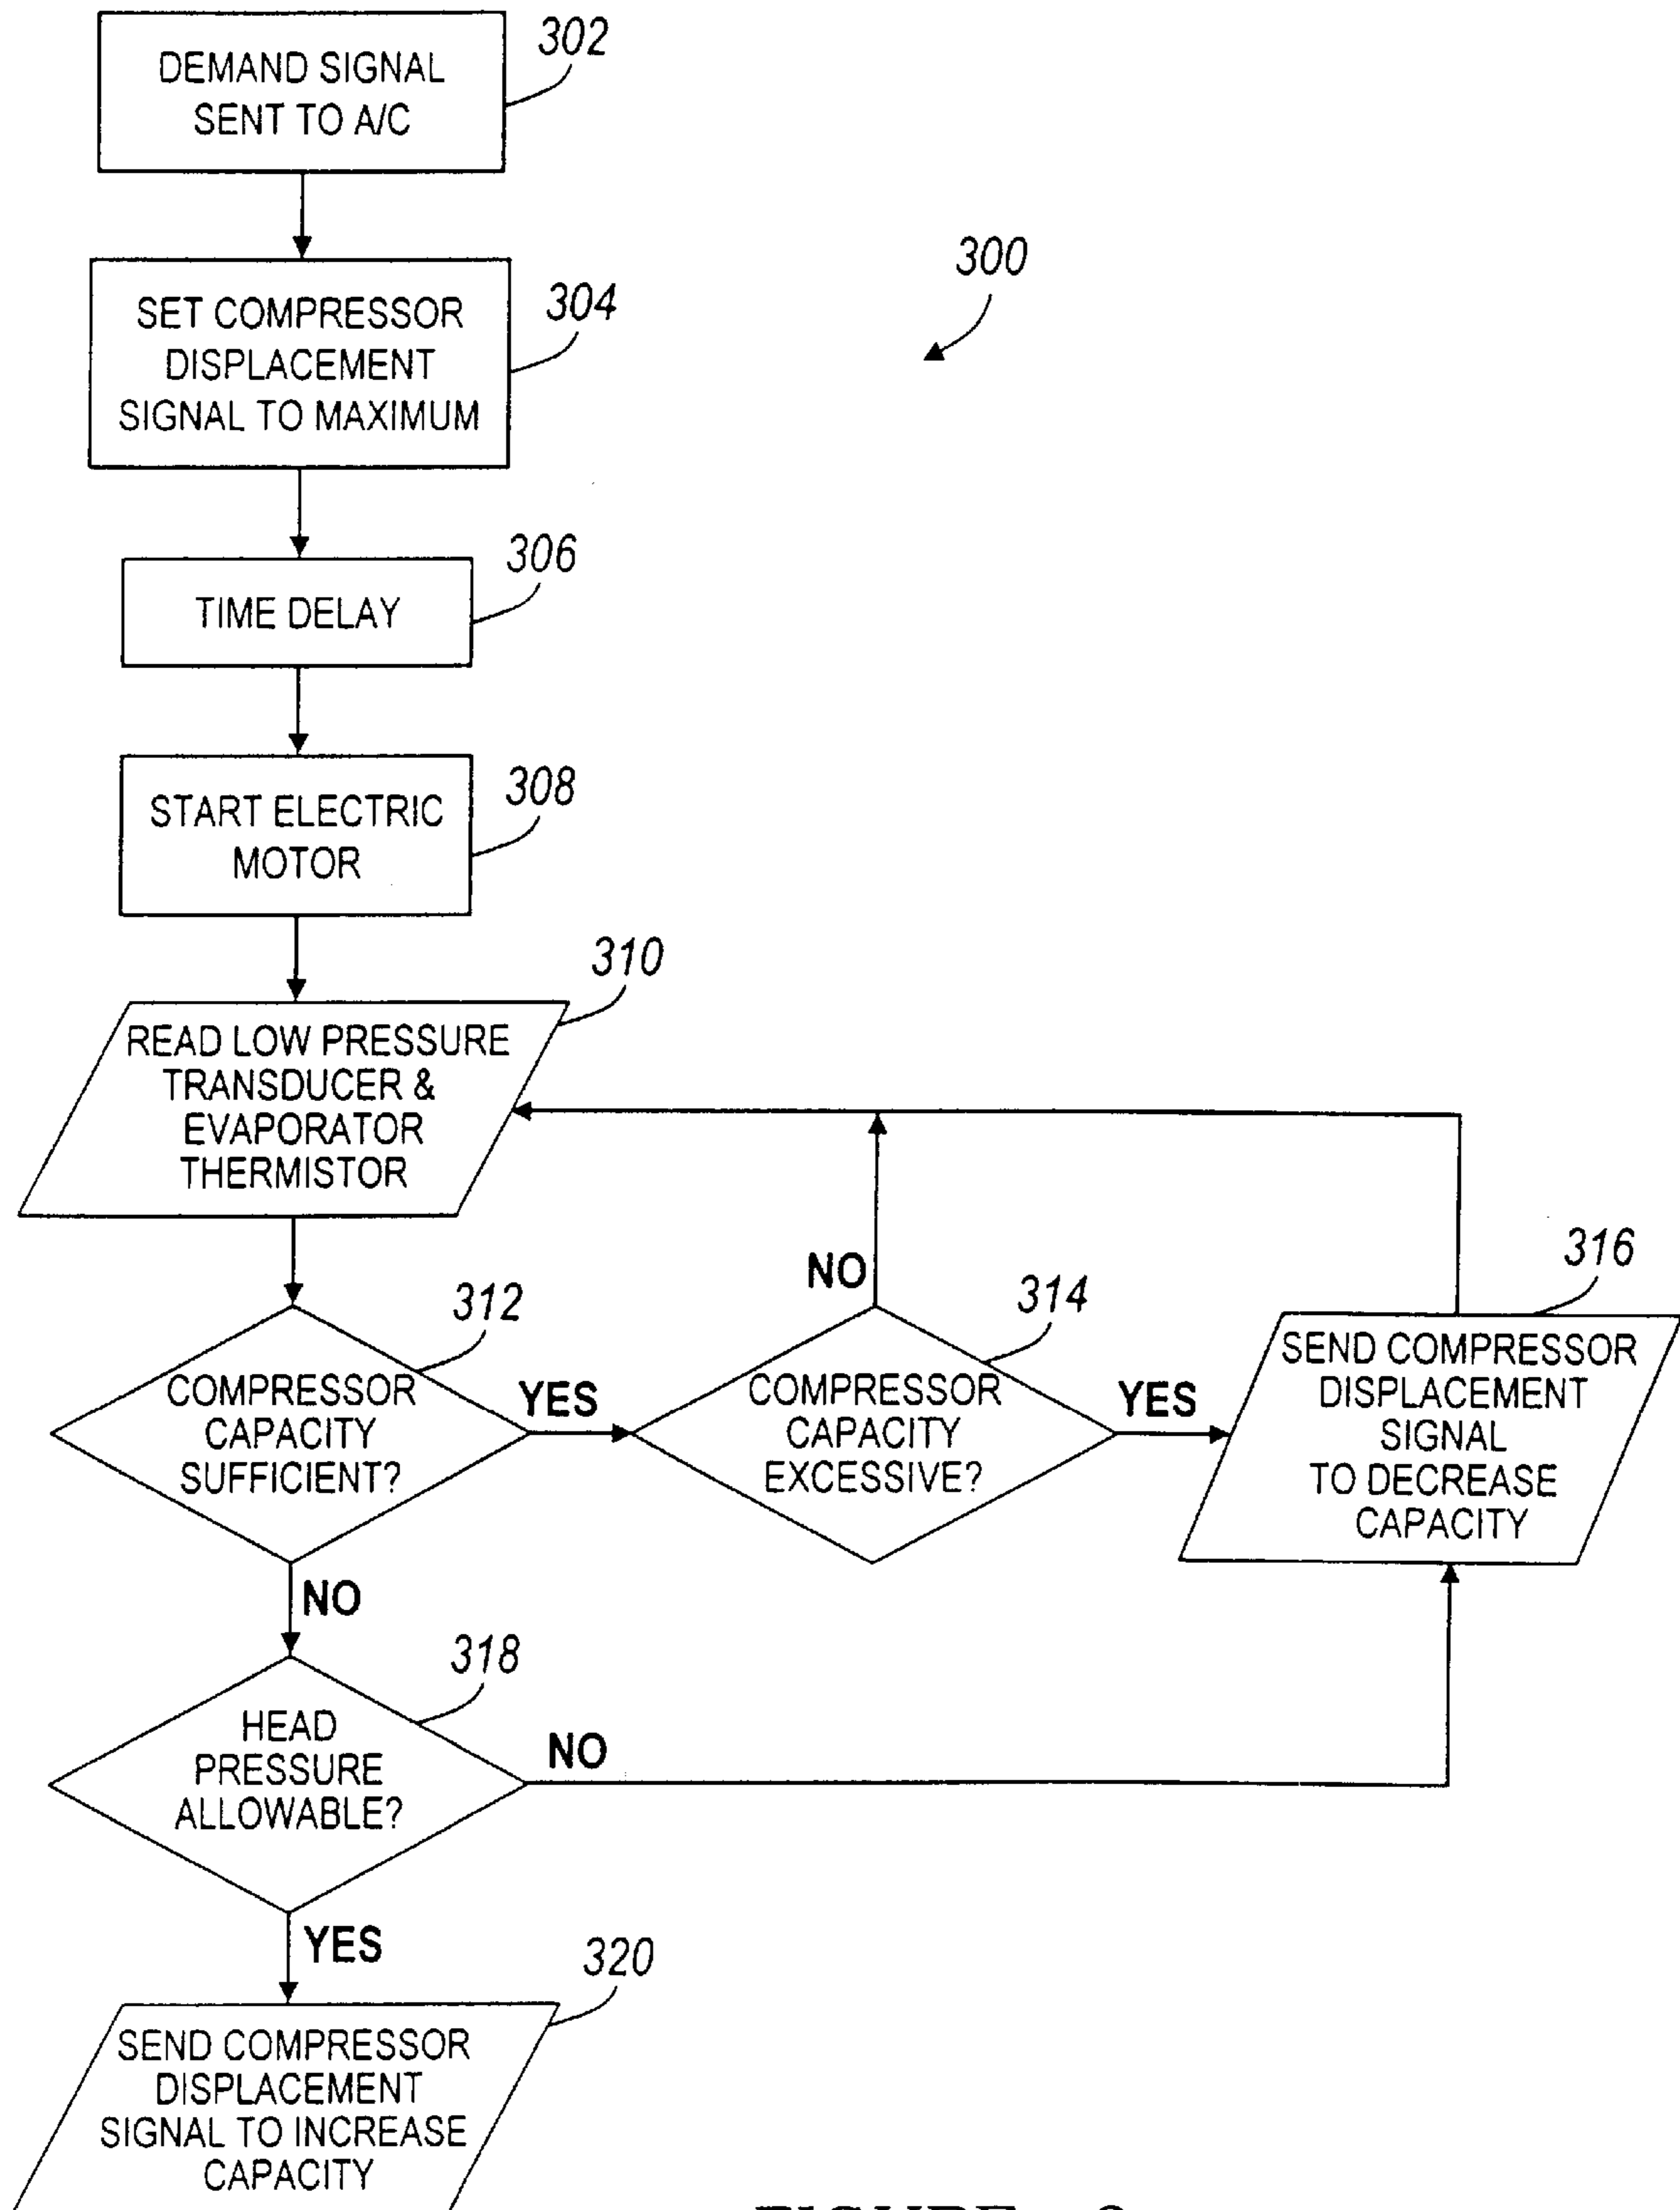 302
DEMAND SIGNAL
SENT TO A/C
300
304
SET COMPRESSOR
DISPLACEMENT
SIGNAL TO MAXIMUM
306
TIME DELAY
308
START ELECTRIC
MOTOR
310
READ LOW PRESSURE
TRANSDUCER &
EVAPORATOR
THERMISTOR
312
COMPRESSOR
CAPACITY
SUFFICIENT?
YES
NO
314
COMPRESSOR
CAPACITY
EXCESSIVE?
NO
YES
316
SEND COMPRESSOR
DISPLACEMENT
SIGNAL
TO DECREASE
CAPACITY
318
HEAD
PRESSURE
ALLOWABLE?
NO
YES
320
SEND COMPRESSOR
DISPLACEMENT
SIGNAL TO INCREASE
CAPACITY